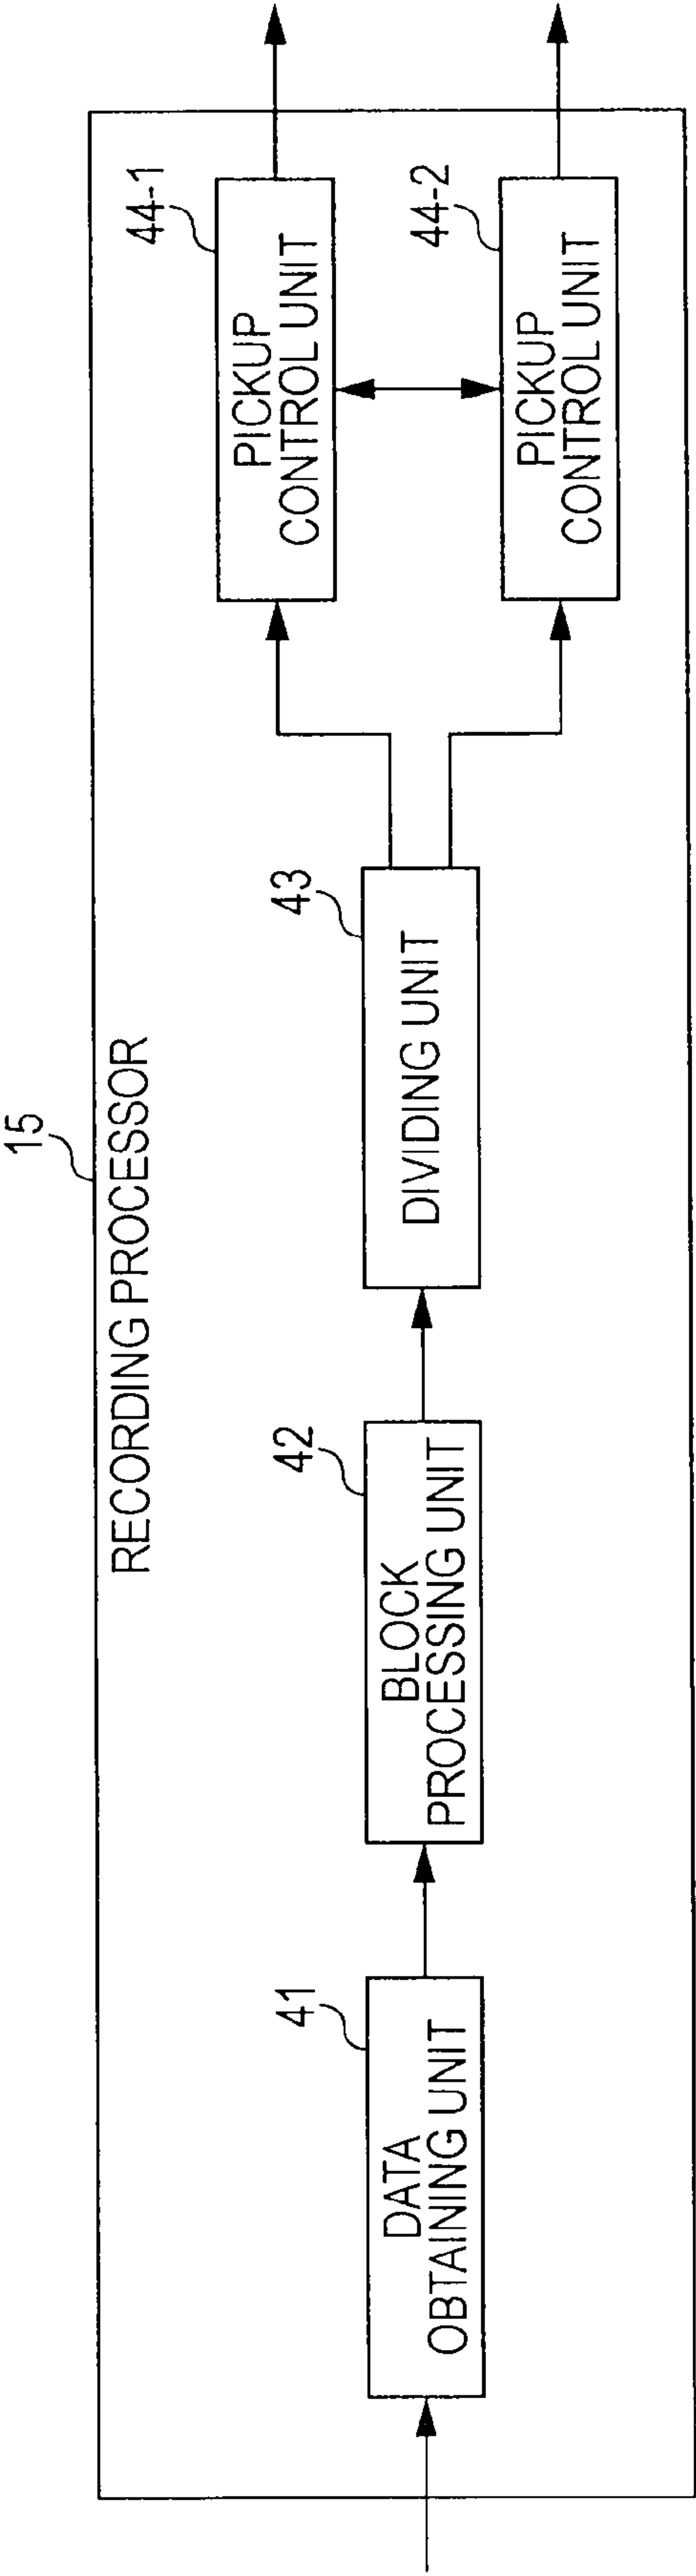 15
RECORDING PROCESSOR
41
DATA
OBTAINING UNIT
42
BLOCK
PROCESSING UNIT
43
DIVIDING UNIT
44-1
PICKUP
CONTROL UNIT
44-2
PICKUP
CONTROL UNIT